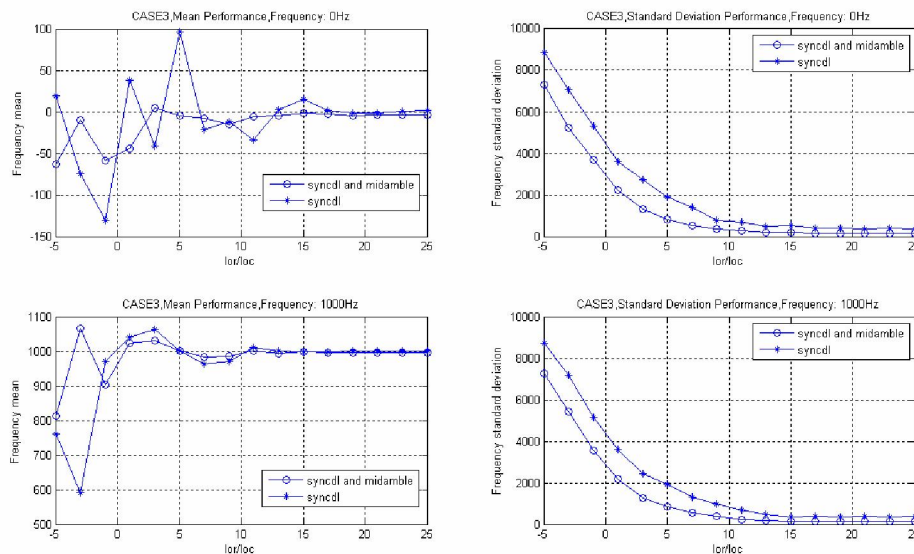 CASE3,Mean Performance,Frequency: 0Hz
100
50
0
-50
-100
-150
Frequency mean
syncdl and midamble
syncdl
-5 0 5 10 15 20 25
Ior/Ioc
CASE3,Standard Deviation Performance,Frequency: 0Hz
10000
8000
6000
4000
2000
0
Frequency standard deviation
syncdl and midamble
syncdl
-5 0 5 10 15 20 25
Ior/Ioc
CASE3,Mean Performance,Frequency: 1000Hz
1100
1000
900
800
700
600
500
Frequency mean
syncdl and midamble
syncdl
-5 0 5 10 15 20 25
Ior/Ioc
CASE3,Standard Deviation Performance,Frequency: 1000Hz
10000
8000
6000
4000
2000
0
Frequency standard deviation
syncdl and midamble
syncdl
-5 0 5 10 15 20 25
Ior/Ioc